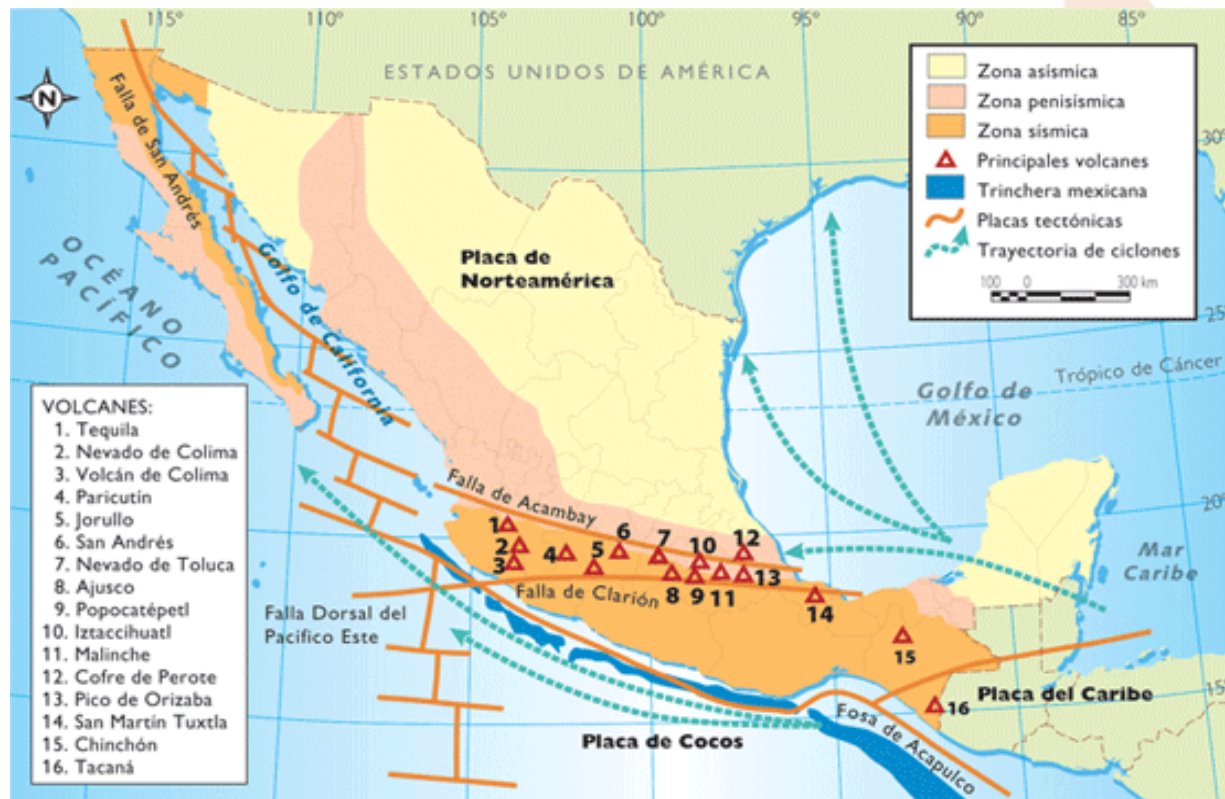 115°
110°
105°
100°
95°
90°
85°
ESTADOS UNIDOS DE AMÉRICA
Zona asísmica
Zona penisísmica
Zona sísmica
Principales volcanes
Trinchera mexicana
Placas tectónicas
Trayectoria de ciclones
100 0 300 km
N
Falla de San Andrés
30°
OCÉANO
PACÍFICO
Golfo de California
Placa de
Norteamérica
25°
Trópico de Cáncer
Golfo de
México
VOLCANES:
1. Tequila
2. Nevado de Colima
3. Volcán de Colima
4. Paricutín
5. Jorullo
6. San Andrés
7. Nevado de Toluca
8. Ajusco
9. Popocatépetl
10. Iztaccihuatl
11. Malinche
12. Cofre de Perote
13. Pico de Orizaba
14. San Martín Tuxtla
15. Chinchón
16. Tacaná
Falla de Acambay
1
2
3
4
5
6
7
8
9
10
11
12
13
14
15
16
20°
Mar
Caribe
Falla de Clarión
Falla Dorsal del
Pacifico Este
15°
Placa del Caribe
Placa de Cocos
Fosa de Acapulco